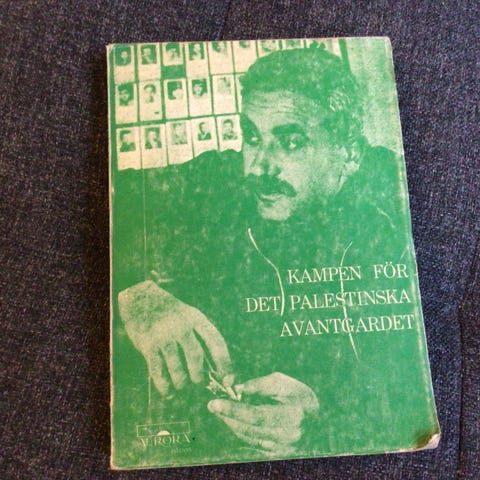 KAMPEN FÖR
DET PALESTINSKA
AVANTGARDET
AURORA